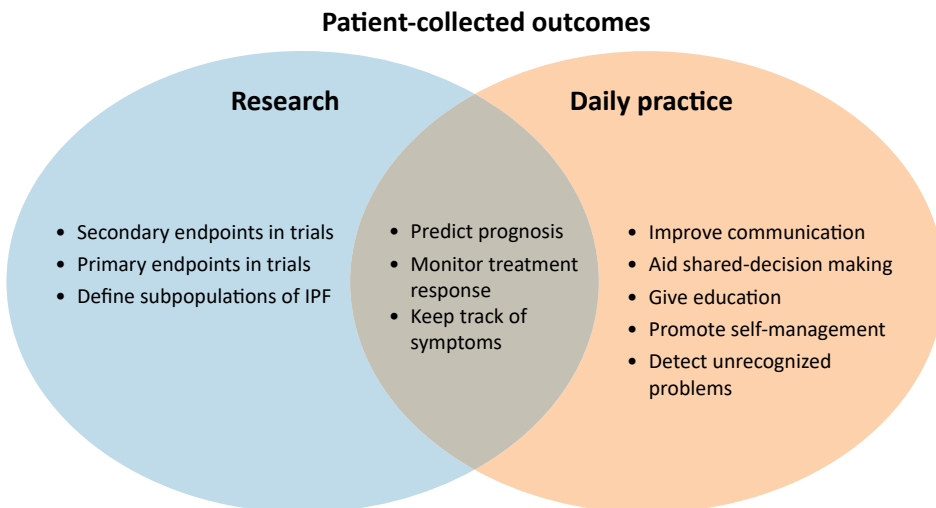 Patient-collected outcomes
Research
• Secondary endpoints in trials
• Primary endpoints in trials
• Define subpopulations of IPF
• Predict prognosis
• Monitor treatment
response
• Keep track of
symptoms
Daily practice
• Improve communication
• Aid shared-decision making
• Give education
• Promote self-management
• Detect unrecognized
problems